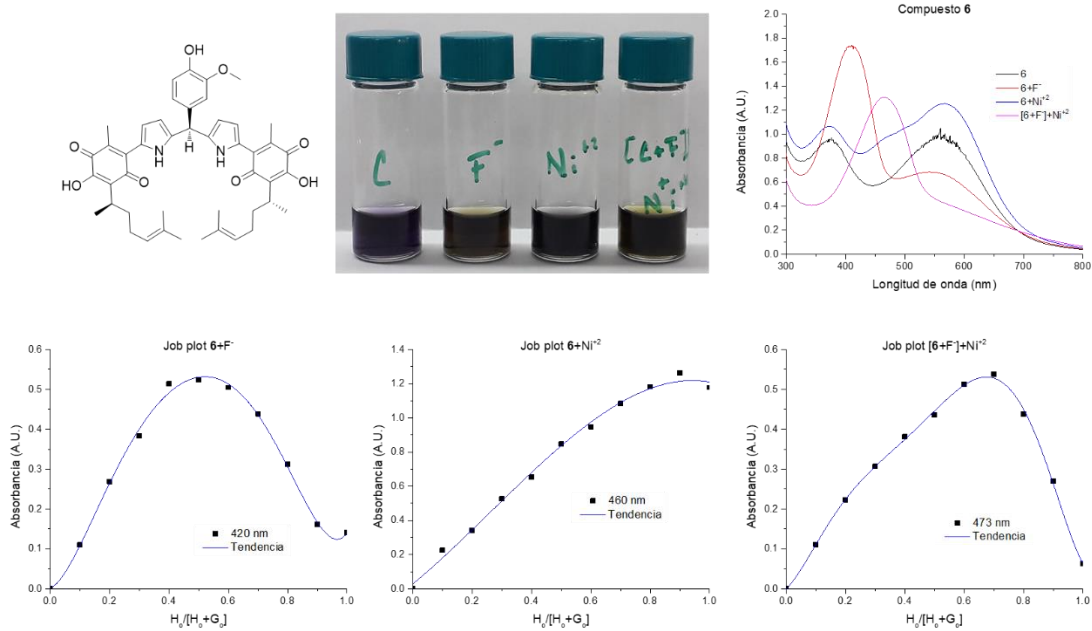 OH
O
O
NH
H
HN
O
HO
O
O
OH
C
F⁻
Ni⁺²
[C+F⁻]
+
Compuesto 6
Absorbancia (A.U.)
2.0
1.8
1.6
1.4
1.2
1.0
0.8
0.6
0.4
0.2
0.0
6
6+F⁻
6+Ni⁺²
[6+F⁻]+Ni⁺²
300 400 500 600 700 800
Longitud de onda (nm)
Job plot 6+F⁻
Absorbancia (A.U.)
0.6
0.5
0.4
0.3
0.2
0.1
0.0
420 nm
Tendencia
0.0 0.2 0.4 0.6 0.8 1.0
H₀/[H₀+G₀]
Job plot 6+Ni⁺²
Absorbancia (A.U.)
1.4
1.2
1.0
0.8
0.6
0.4
0.2
0.0
460 nm
Tendencia
0.0 0.2 0.4 0.6 0.8 1.0
H₀/[H₀+G₀]
Job plot [6+F⁻]+Ni⁺²
Absorbancia (A.U.)
0.6
0.5
0.4
0.3
0.2
0.1
0.0
473 nm
Tendencia
0.0 0.2 0.4 0.6 0.8 1.0
H₀/[H₀+G₀]